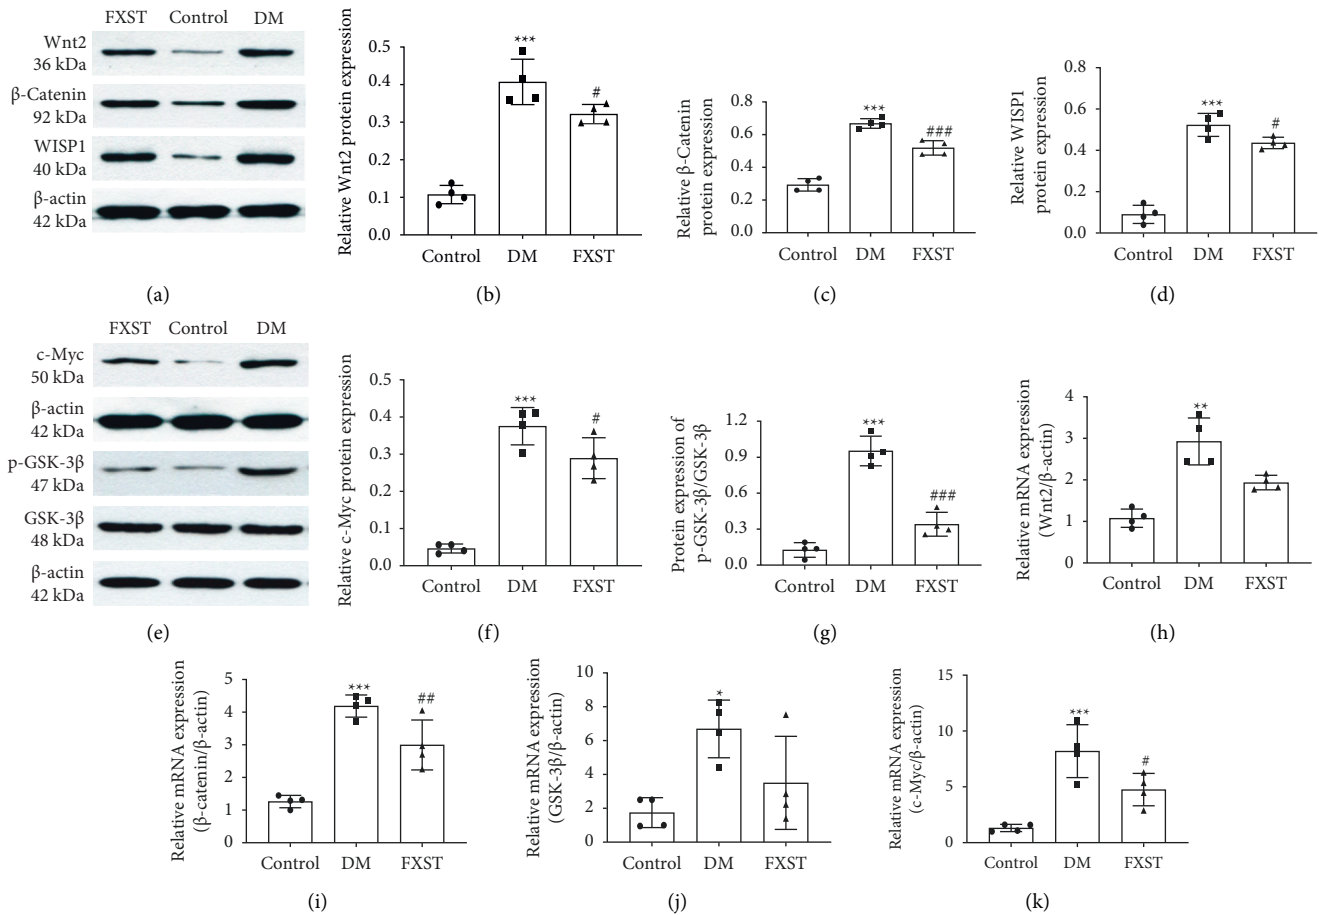 FXST Control DM
Wnt2
36 kDa
β-Catenin
92 kDa
WISP1
40 kDa
β-actin
42 kDa
(a)
Relative Wnt2 protein expression
0.5
0.4
0.3
0.2
0.1
0.0
***
#
Control DM FXST
(b)
Relative β-Catenin
protein expression
0.8
0.6
0.4
0.2
0.0
***
###
Control DM FXST
(c)
Relative WISP1
protein expression
0.8
0.6
0.4
0.2
0.0
***
#
Control DM FXST
(d)
FXST Control DM
c-Myc
50 kDa
β-actin
42 kDa
p-GSK-3β
47 kDa
GSK-3β
48 kDa
β-actin
42 kDa
(e)
Relative c-Myc protein expression
0.5
0.4
0.3
0.2
0.1
0.0
***
#
Control DM FXST
(f)
Protein expression of
p-GSK-3β/GSK-3β
1.2
0.9
0.6
0.3
0.0
***
###
Control DM FXST
(g)
Relative mRNA expression
(Wnt2/β-actin)
4
3
2
1
0
**
Control DM FXST
(h)
Relative mRNA expression
(β-catenin/β-actin)
5
4
3
2
1
0
***
##
Control DM FXST
(i)
Relative mRNA expression
(GSK-3β/β-actin)
10
8
6
4
2
0
*
Control DM FXST
(j)
Relative mRNA expression
(c-Myc/β-actin)
15
10
5
0
***
#
Control DM FXST
(k)